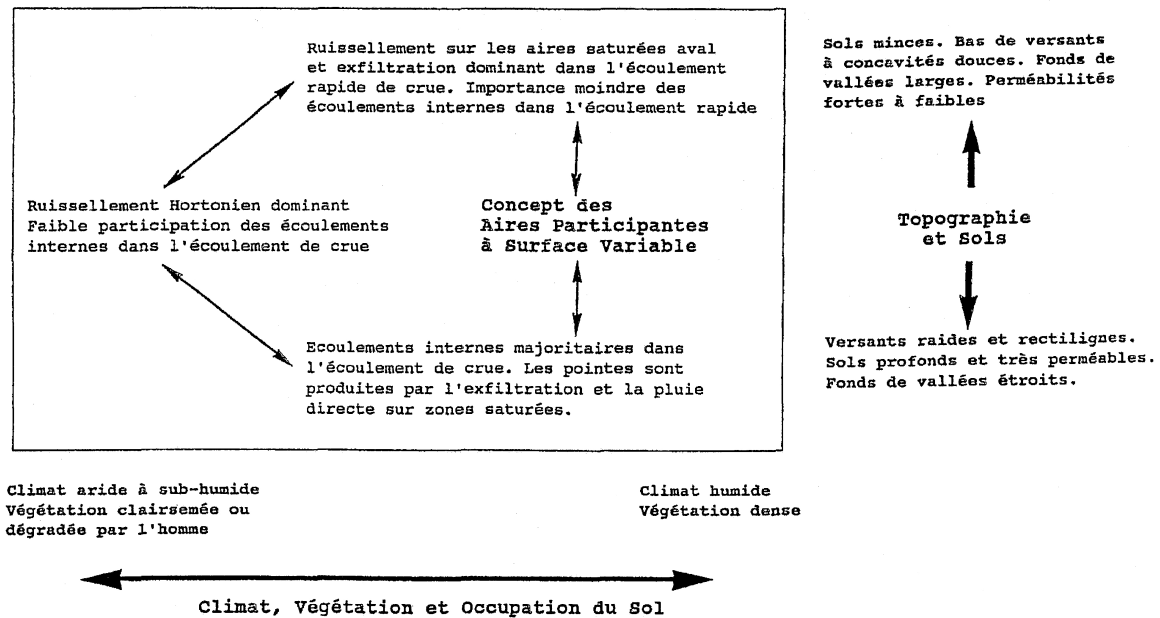 Ruissellement sur les aires saturées aval
et exfiltration dominant dans l'écoulement
rapide de crue. Importance moindre des
écoulements internes dans l'écoulement rapide
Sols minces. Bas de versants
à concavités douces. Fonds de
vallées larges. Perméabilités
fortes à faibles
Ruissellement Hortonien dominant
Faible participation des écoulements
internes dans l'écoulement de crue
Concept des
Aires Participantes
à Surface Variable
Topographie
et Sols
Ecoulements internes majoritaires dans
l'écoulement de crue. Les pointes sont
produites par l'exfiltration et la pluie
directe sur zones saturées.
Versants raides et rectilignes.
Sols profonds et très perméables.
Fonds de vallées étroits.
Climat aride à sub-humide
Végétation clairsemée ou
dégradée par l'homme
Climat humide
Végétation dense
Climat, Végétation et Occupation du Sol